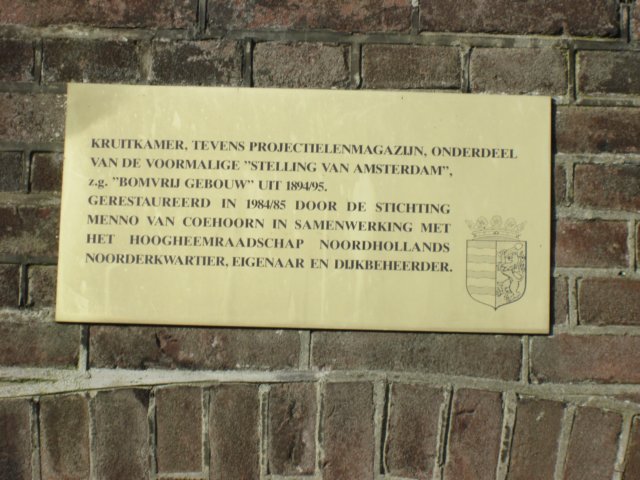 KRUITKAMER, TEVENS PROJECTIELENMAGAZIJN, ONDERDEEL
VAN DE VOORMALIGE "STELLING VAN AMSTERDAM",
z.g. "BOMVRIJ GEBOUW" UIT 1894/95.
GERESTAUREERD IN 1984/85 DOOR DE STICHTING
MENNO VAN COEHOORN IN SAMENWERKING MET
HET HOOGHEEMRAADSCHAP NOORDHOLLANDS
NOORDERKWARTIER, EIGENAAR EN DIJKBEHEERDER.